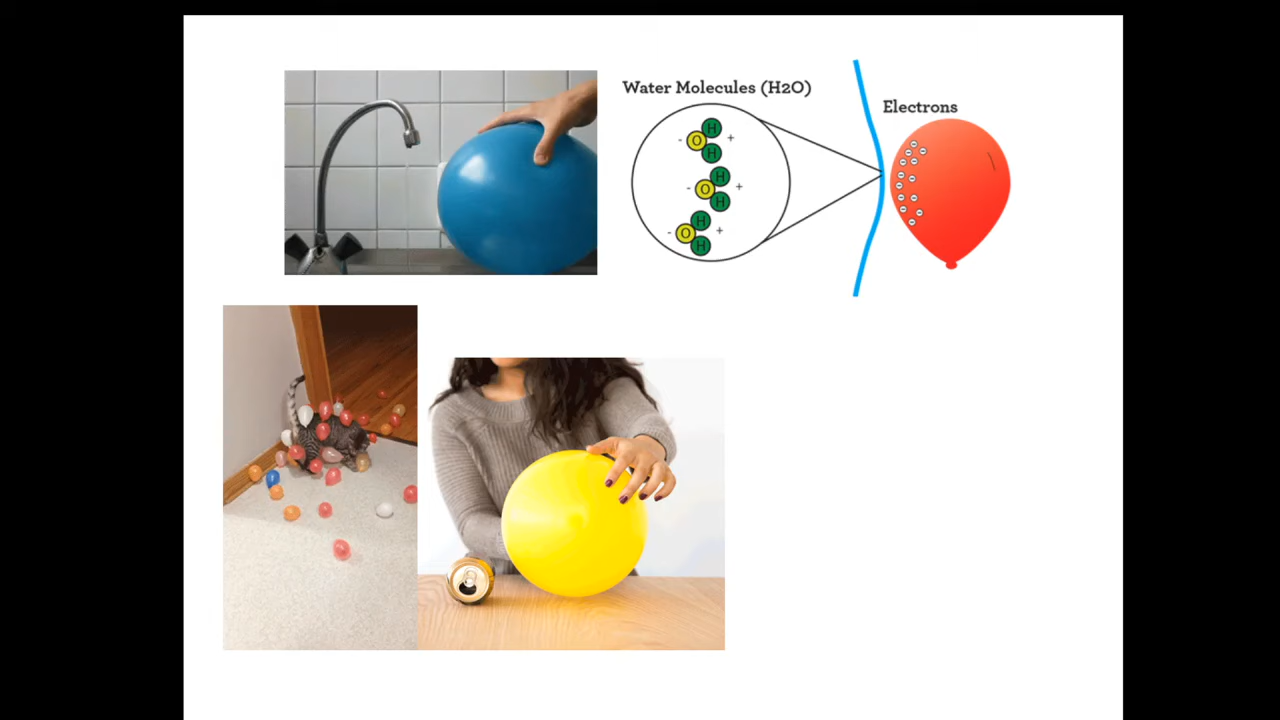 Water Molecules (H2O)
Electrons
H
- O +
H
H
- O +
H
H
- O +
H